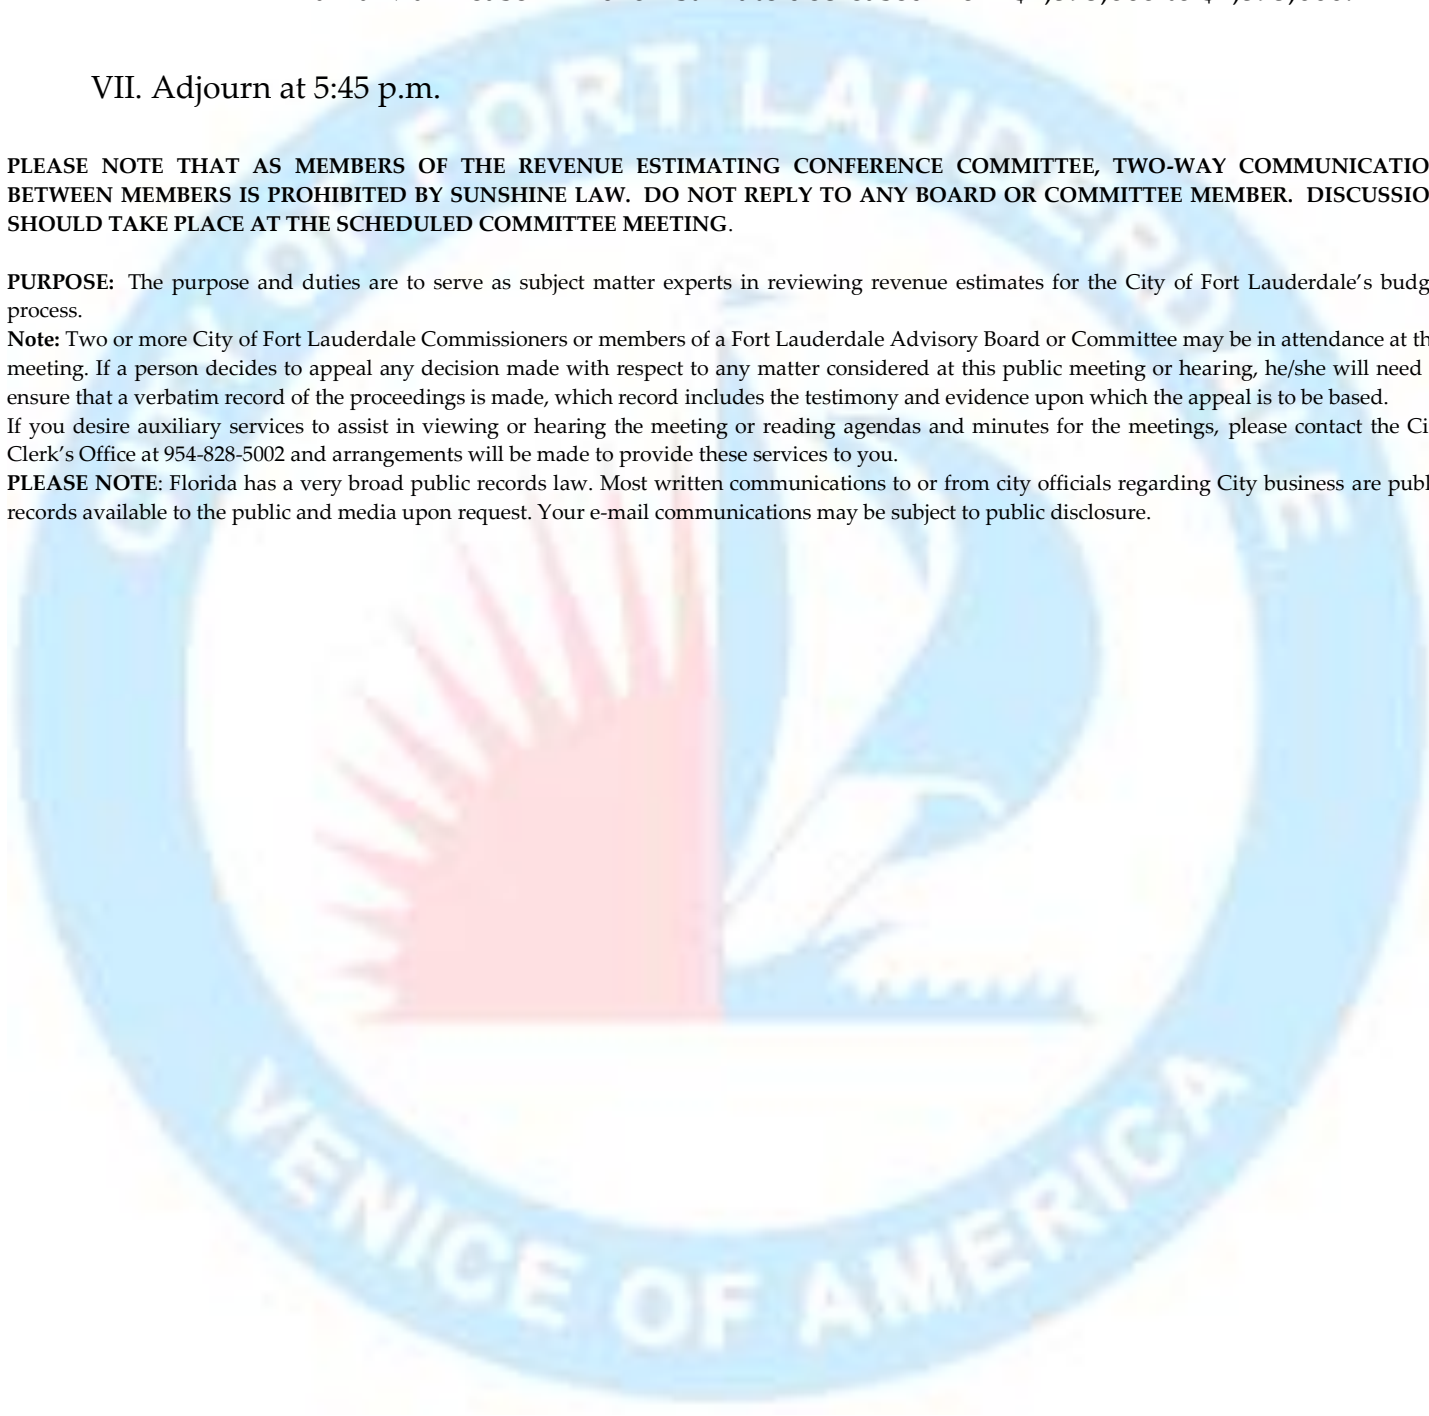 VII. Adjourn at 5:45 p.m.
PLEASE NOTE THAT AS MEMBERS OF THE REVENUE ESTIMATING CONFERENCE COMMITTEE, TWO-WAY COMMUNICATIO
BETWEEN MEMBERS IS PROHIBITED BY SUNSHINE LAW. DO NOT REPLY TO ANY BOARD OR COMMITTEE MEMBER. DISCUSSIO
SHOULD TAKE PLACE AT THE SCHEDULED COMMITTEE MEETING.
PURPOSE: The purpose and duties are to serve as subject matter experts in reviewing revenue estimates for the City of Fort Lauderdale's budg
process.
Note: Two or more City of Fort Lauderdale Commissioners or members of a Fort Lauderdale Advisory Board or Committee may be in attendance at th
meeting. If a person decides to appeal any decision made with respect to any matter considered at this public meeting or hearing, he/she will need
ensure that a verbatim record of the proceedings is made, which record includes the testimony and evidence upon which the appeal is to be based.
If you desire auxiliary services to assist in viewing or hearing the meeting or reading agendas and minutes for the meetings, please contact the Ci
Clerk's Office at 954-828-5002 and arrangements will be made to provide these services to you.
PLEASE NOTE: Florida has a very broad public records law. Most written communications to or from city officials regarding City business are publ
records available to the public and media upon request. Your e-mail communications may be subject to public disclosure.
CITY OF FORT LAUDERDALE
VENICE OF AMERICA